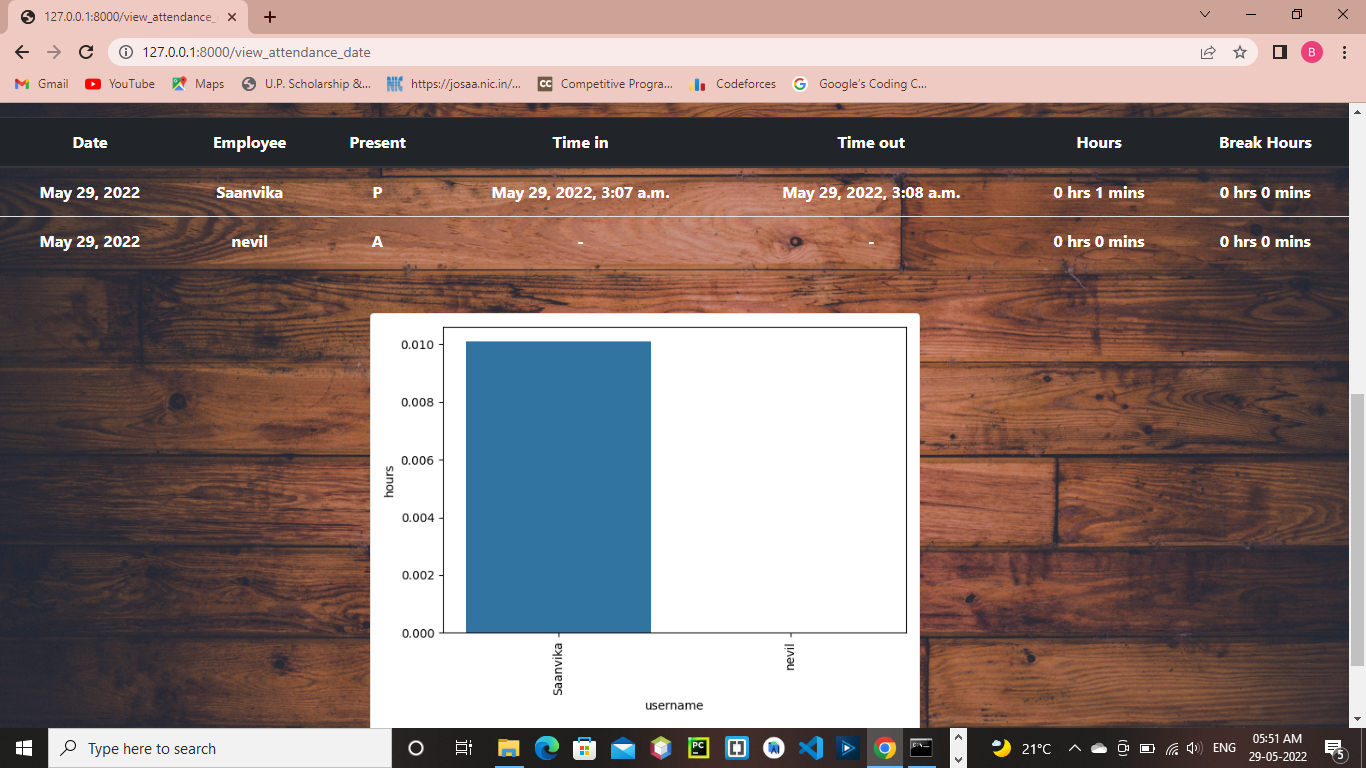 127.0.0.1:8000/view_attendance_
127.0.0.1:8000/view_attendance_date
B
Gmail YouTube Maps U.P. Scholarship &... https://josaa.nic.in/... CC Competitive Progra... Codeforces G Google's Coding C...
Date Employee Present Time in Time out Hours Break Hours
May 29, 2022 Saanvika P May 29, 2022, 3:07 a.m. May 29, 2022, 3:08 a.m. 0 hrs 1 mins 0 hrs 0 mins
May 29, 2022 nevil A - - 0 hrs 0 mins 0 hrs 0 mins
0.010
0.008
0.006
0.004
0.002
0.000
hours
Saanvika nevil
username
Type here to search PC 21°C ENG 05:51 AM
29-05-2022 5